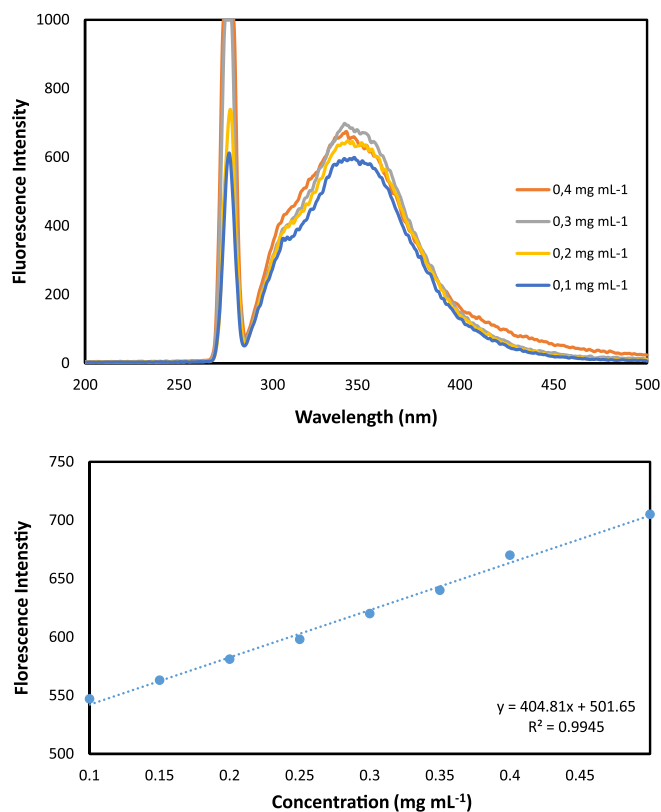 1000
800
600
400
200
0
Fluorescence Intensity
0,4 mg mL-1
0,3 mg mL-1
0,2 mg mL-1
0,1 mg mL-1
200 250 300 350 400 450 500
Wavelength (nm)
750
700
650
600
550
500
Florescence Intenstiy
y = 404.81x + 501.65
R² = 0.9945
0.1 0.15 0.2 0.25 0.3 0.35 0.4 0.45
Concentration (mg mL⁻¹)